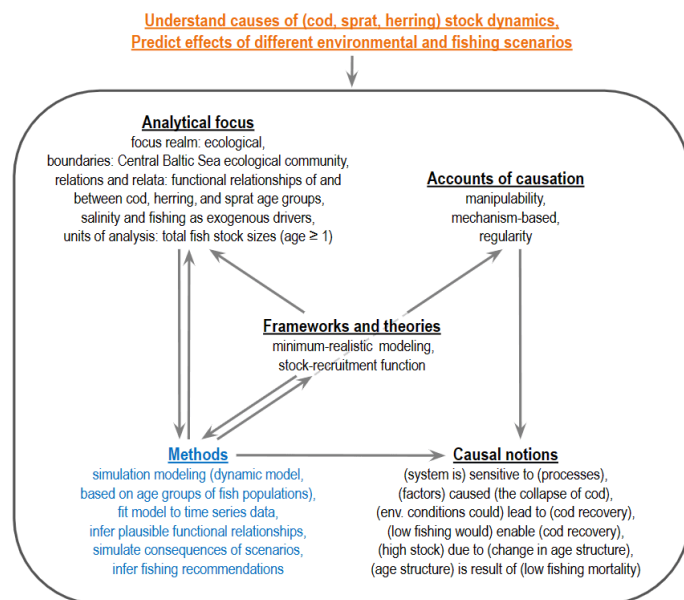 Understand causes of (cod, sprat, herring) stock dynamics,
Predict effects of different environmental and fishing scenarios
Analytical focus
focus realm: ecological,
boundaries: Central Baltic Sea ecological community,
relations and relata: functional relationships of and
between cod, herring, and sprat age groups,
salinity and fishing as exogenous drivers,
units of analysis: total fish stock sizes (age ≥ 1)
Accounts of causation
manipulability,
mechanism-based,
regularity
Frameworks and theories
minimum-realistic modeling,
stock-recruitment function
Methods
simulation modeling (dynamic model,
based on age groups of fish populations),
fit model to time series data,
infer plausible functional relationships,
simulate consequences of scenarios,
infer fishing recommendations
Causal notions
(system is) sensitive to (processes),
(factors) caused (the collapse of cod),
(env. conditions could) lead to (cod recovery),
(low fishing would) enable (cod recovery),
(high stock) due to (change in age structure),
(age structure) is result of (low fishing mortality)